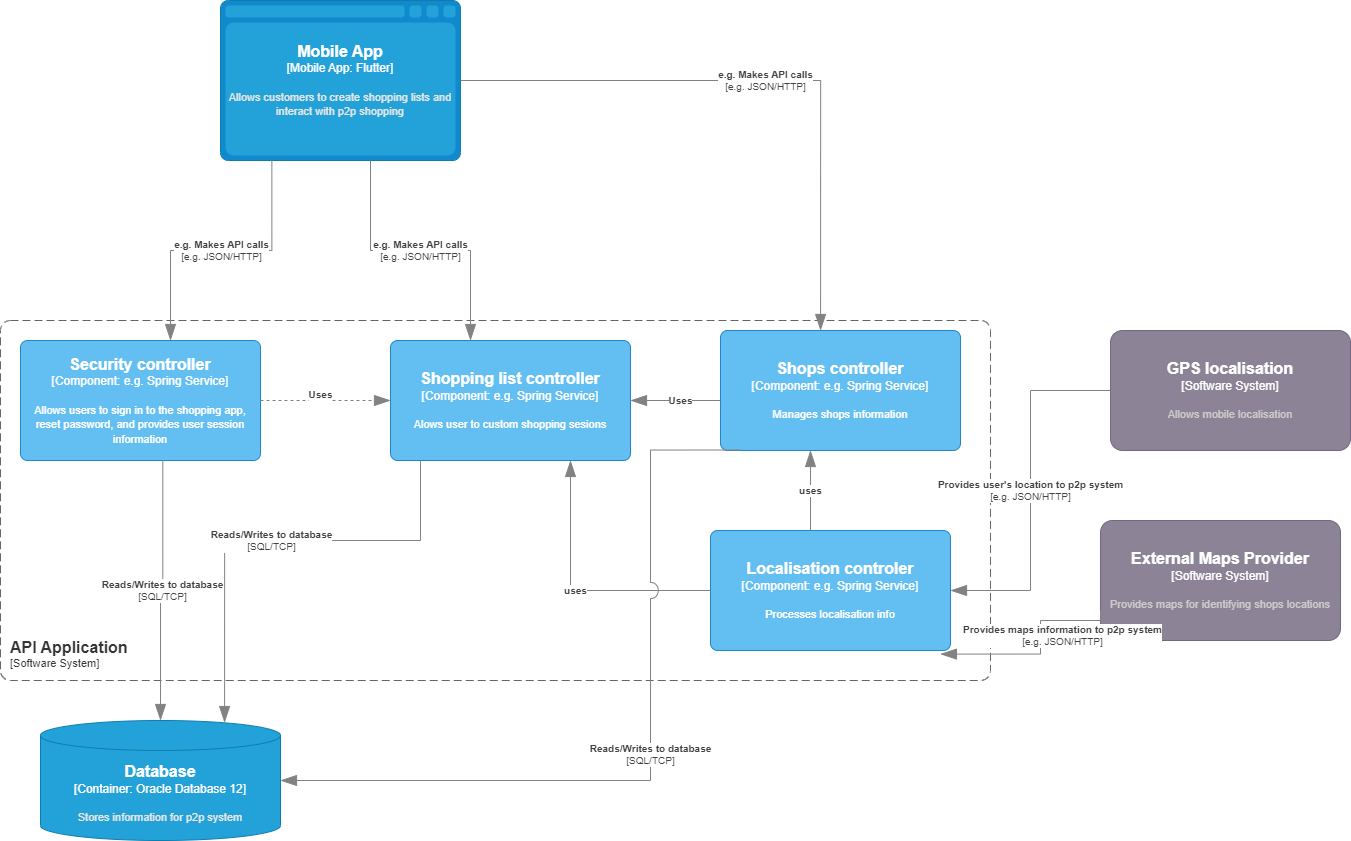 Mobile App
[Mobile App: Flutter]
Allows customers to create shopping lists and
interact with p2p shopping
e.g. Makes API calls
[e.g. JSON/HTTP]
e.g. Makes API calls
[e.g. JSON/HTTP]
e.g. Makes API calls
[e.g. JSON/HTTP]
Security controller
[Component: e.g. Spring Service]
Allows users to sign in to the shopping app,
reset password, and provides user session
information
Uses
Shopping list controller
[Component: e.g. Spring Service]
Alows user to custom shopping sesions
Uses
Shops controller
[Component: e.g. Spring Service]
Manages shops information
GPS localisation
[Software System]
Allows mobile localisation
Provides user's location to p2p system
[e.g. JSON/HTTP]
uses
Reads/Writes to database
[SQL/TCP]
Reads/Writes to database
[SQL/TCP]
uses
Localisation controler
[Component: e.g. Spring Service]
Processes localisation info
External Maps Provider
[Software System]
Provides maps for identifying shops locations
Provides maps information to p2p system
[e.g. JSON/HTTP]
API Application
[Software System]
Reads/Writes to database
[SQL/TCP]
Database
[Container: Oracle Database 12]
Stores information for p2p system